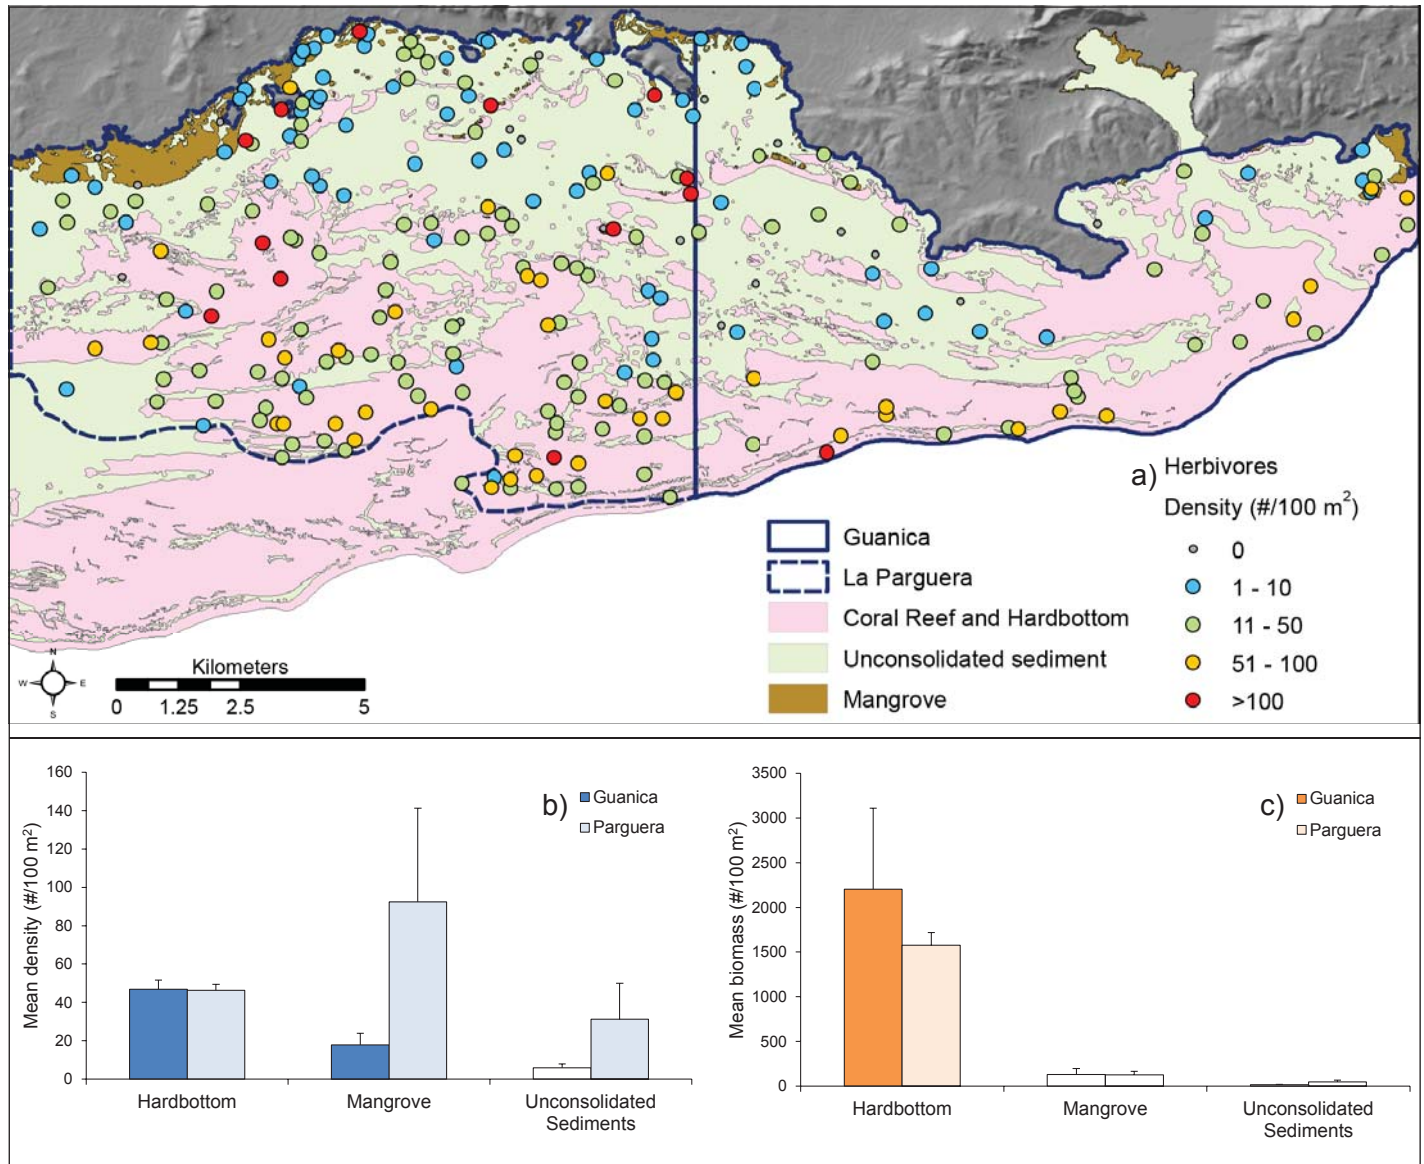 a) Herbivores
Density (#/100 m²)
0
1 - 10
11 - 50
51 - 100
>100
Guanica
La Parguera
Coral Reef and Hardbottom
Unconsolidated sediment
Mangrove
N
W E
S
Kilometers
0 1.25 2.5 5
b)
Guanica
Parguera
Mean density (#/100 m²)
160
140
120
100
80
60
40
20
0
Hardbottom
Mangrove
Unconsolidated
Sediments
c)
Guanica
Parguera
Mean biomass (#/100 m²)
3500
3000
2500
2000
1500
1000
500
0
Hardbottom
Mangrove
Unconsolidated
Sediments